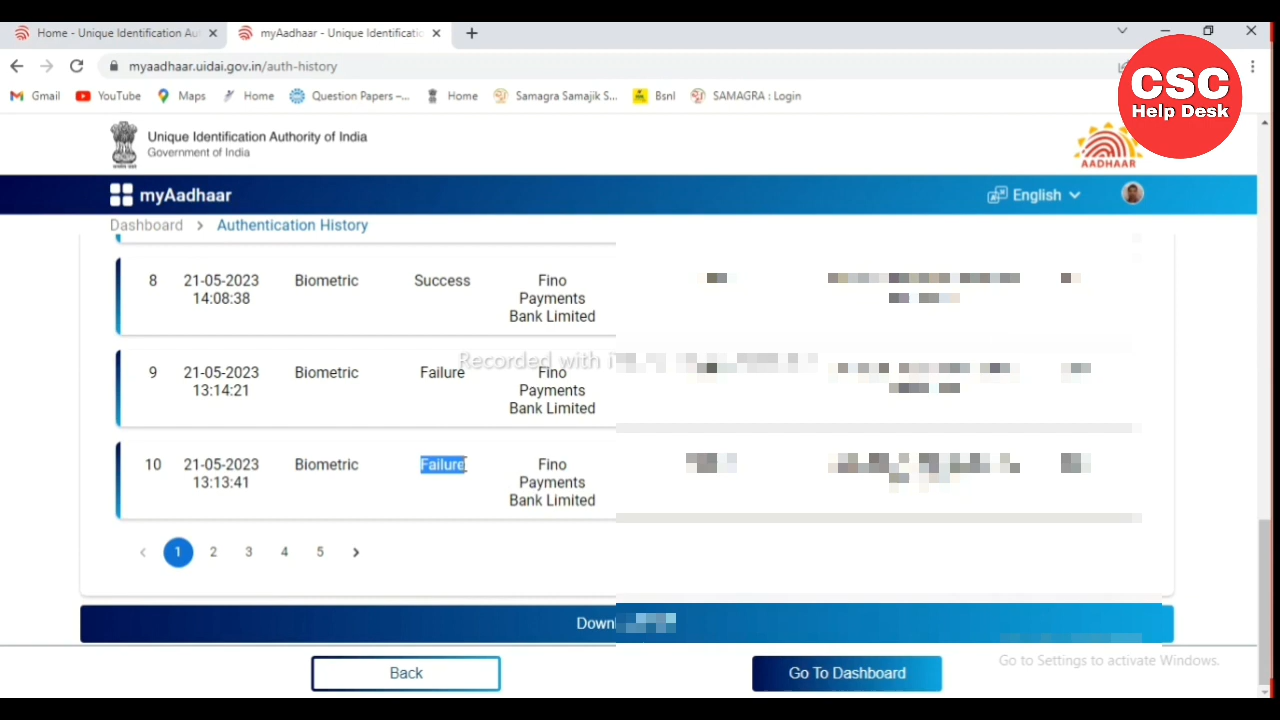 Home - Unique Identification Au
myAadhaar - Unique Identificatic
myaadhaar.uidai.gov.in/auth-history
Gmail YouTube Maps Home Question Papers –... Home Samagra Samajik S... Bsnl SAMAGRA : Login
CSC
Help Desk
Unique Identification Authority of India
Government of India
AADHAAR
myAadhaar English
Dashboard > Authentication History
8 21-05-2023 Biometric Success Fino
14:08:38 Payments
Bank Limited
Recorded with i
9 21-05-2023 Biometric Failure Fino
13:14:21 Payments
Bank Limited
10 21-05-2023 Biometric Failure Fino
13:13:41 Payments
Bank Limited
< 1 2 3 4 5 >
Down
Go to Settings to activate Windows.
Back Go To Dashboard